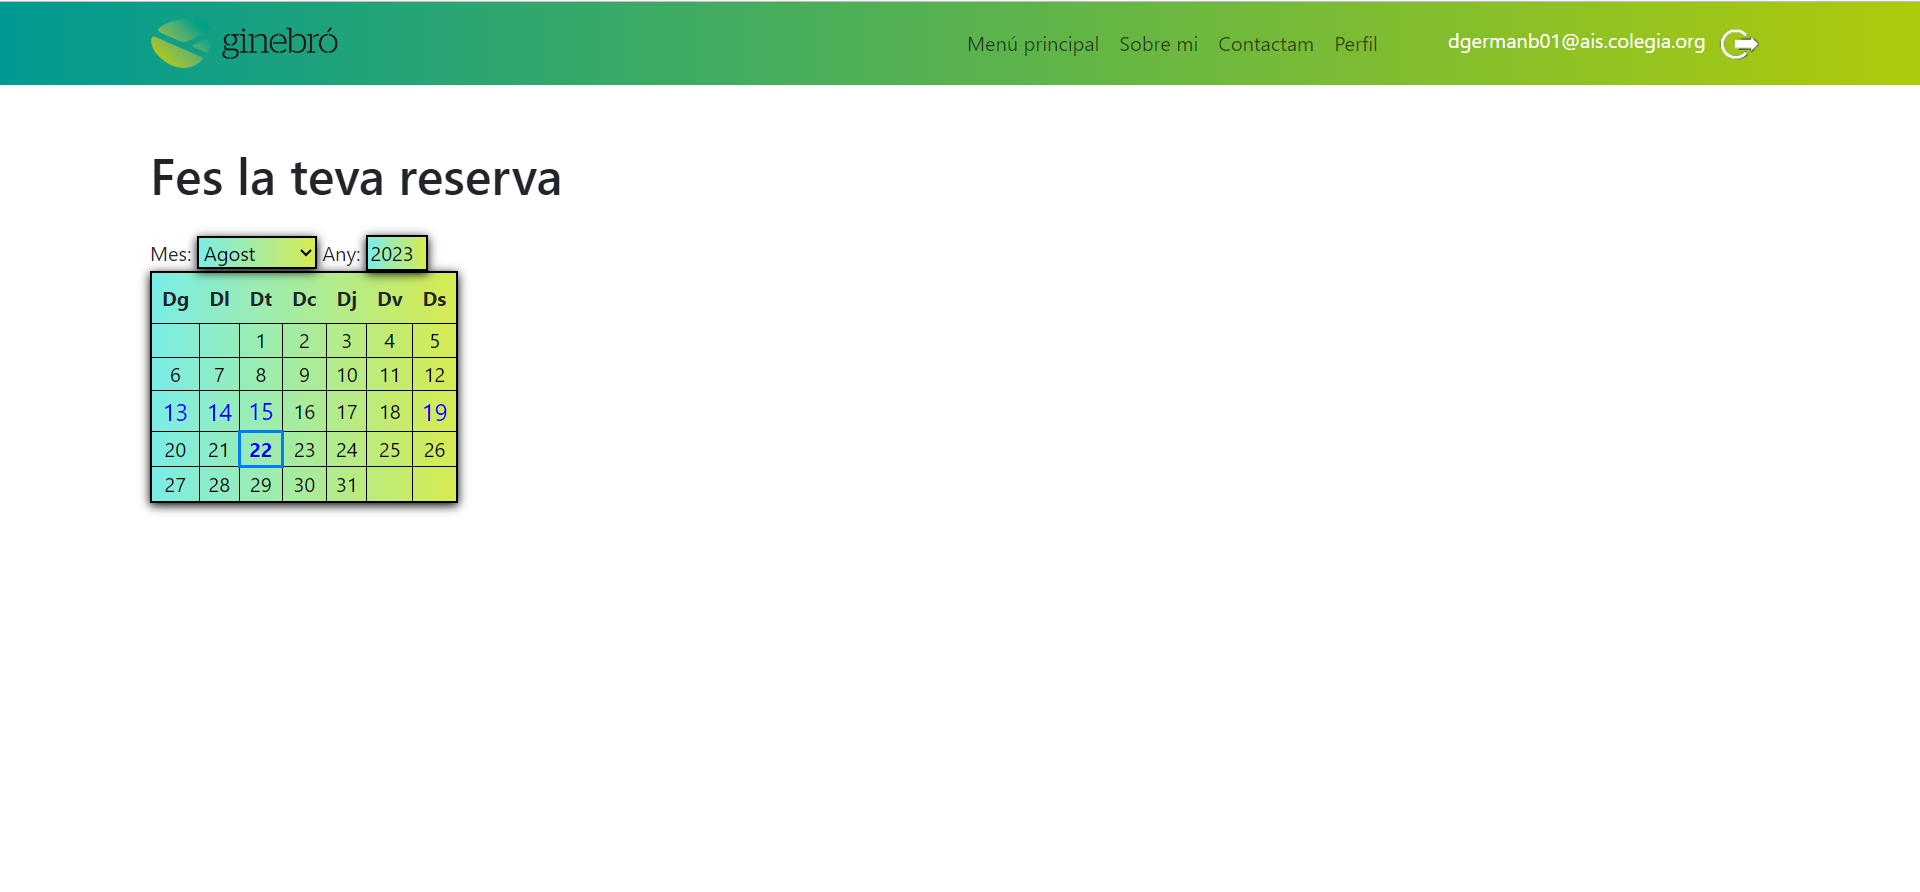 ginebró
Menú principal Sobre mi Contactam Perfil dgermanb01@ais.colegia.org
Fes la teva reserva
Mes: Agost Any: 2023
Dg Dl Dt Dc Dj Dv Ds
1 2 3 4 5
6 7 8 9 10 11 12
13 14 15 16 17 18 19
20 21 22 23 24 25 26
27 28 29 30 31